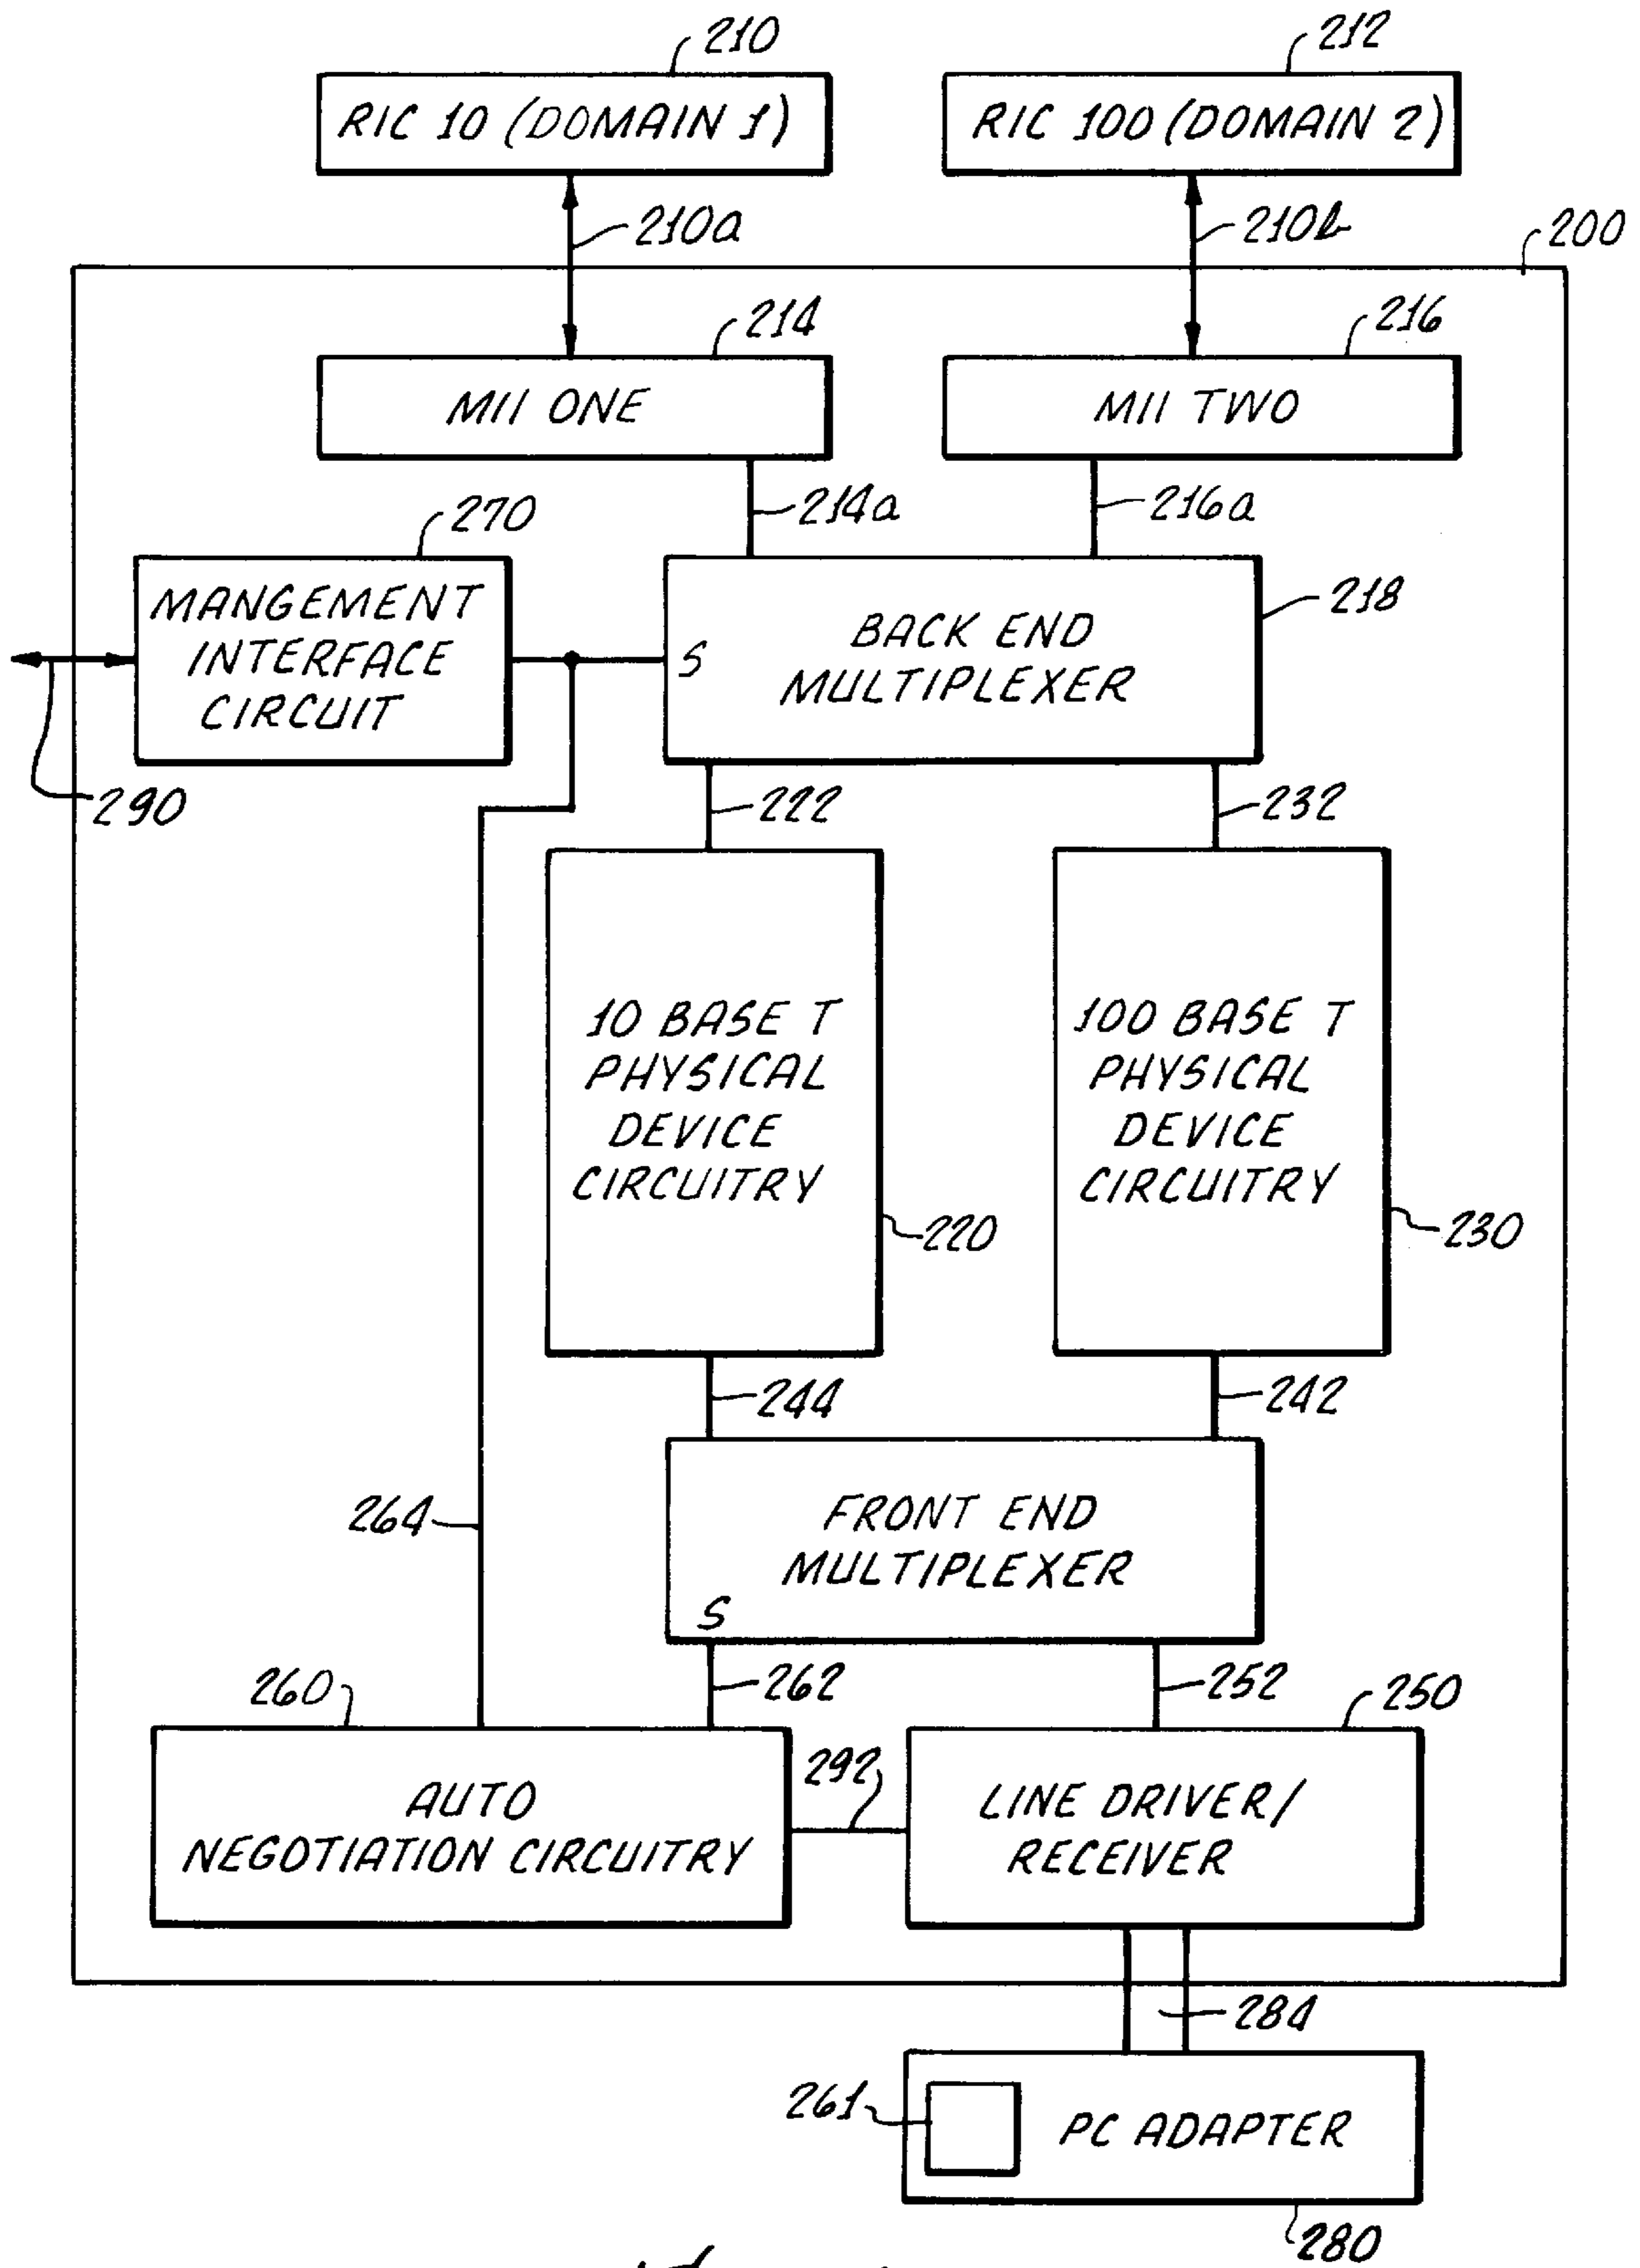 210
212
RIC 10 (DOMAIN 1)
RIC 100 (DOMAIN 2)
210a
210b
200
214
216
MII ONE
MII TWO
214a
216a
270
MANGEMENT
INTERFACE
CIRCUIT
S
BACK END
MULTIPLEXER
218
290
222
232
10 BASE T
PHYSICAL
DEVICE
CIRCUITRY
220
100 BASE T
PHYSICAL
DEVICE
CIRCUITRY
230
244
242
264
FRONT END
MULTIPLEXER
S
260
262
252
250
AUTO
NEGOTIATION CIRCUITRY
292
LINE DRIVER/
RECEIVER
284
261
PC ADAPTER
280